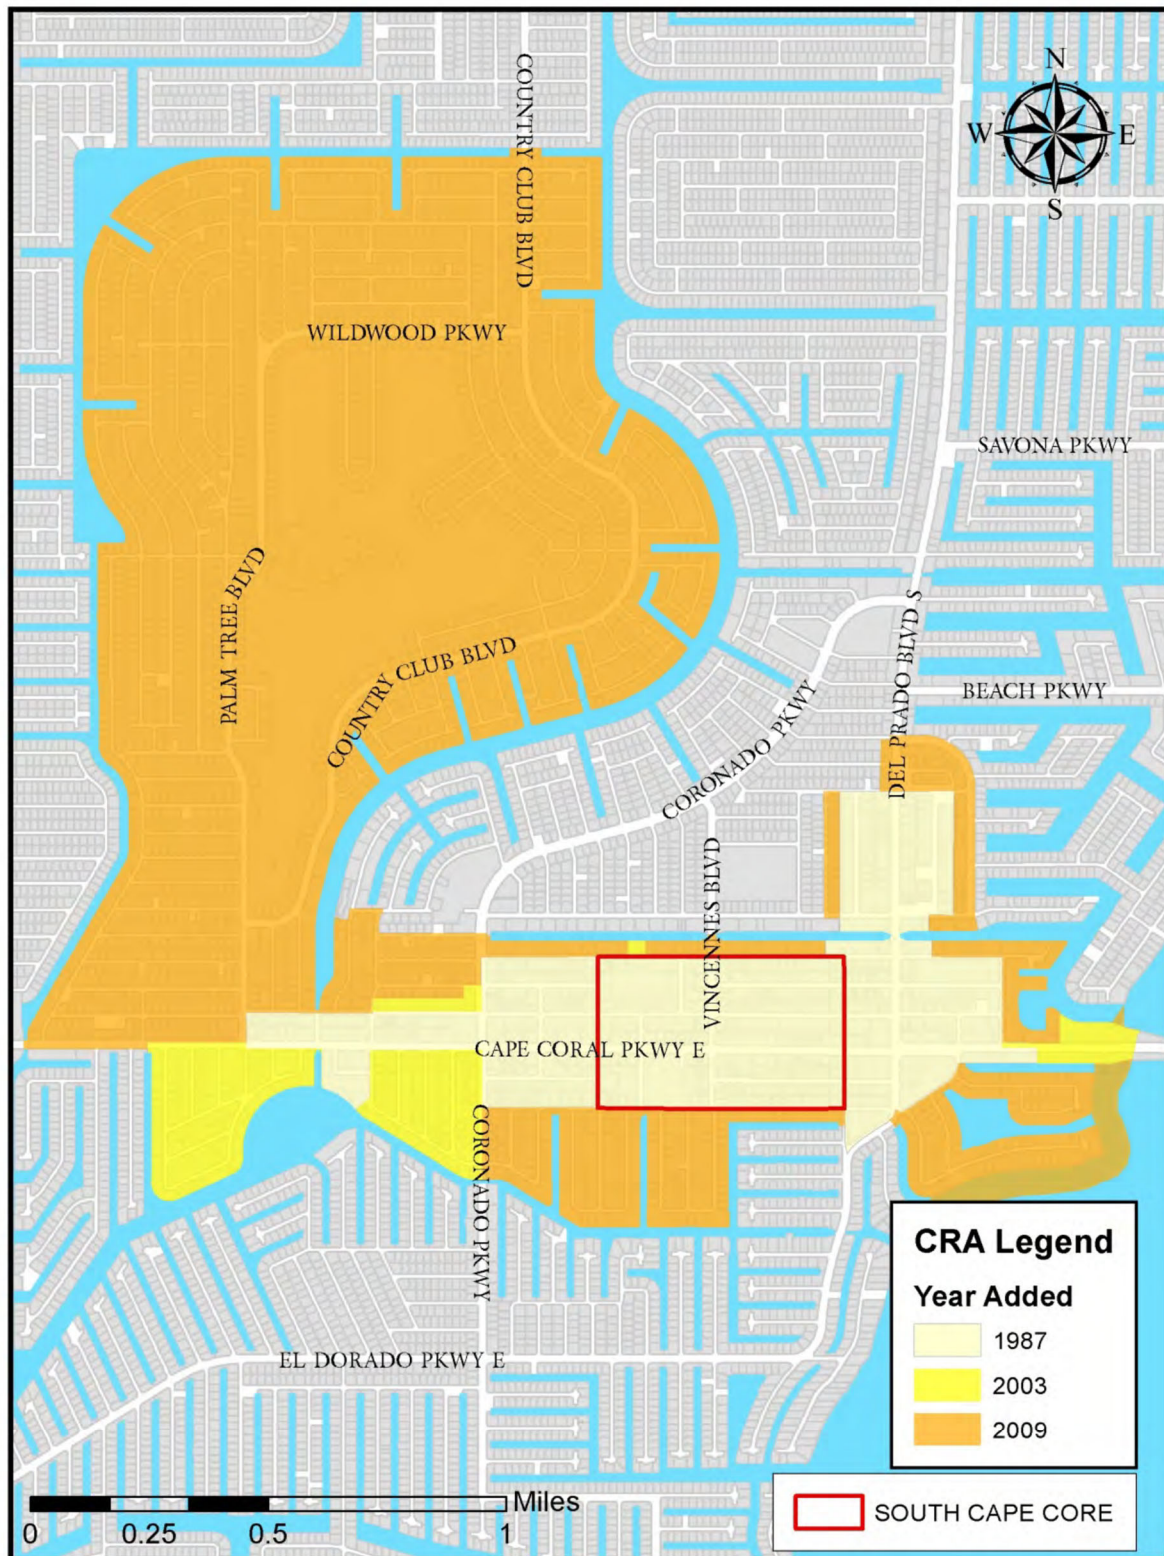 COUNTRY CLUB BLVD
N
W
E
S
WILDWOOD PKWY
SAVONA PKWY
PALM TREE BLVD
COUNTRY CLUB BLVD
DEL PRADO BLVD S
BEACH PKWY
CORONADO PKWY
VINCENNES BLVD
CAPE CORAL PKWY E
CORONADO PKWY
EL DORADO PKWY E
CRA Legend
Year Added
1987
2003
2009
SOUTH CAPE CORE
Miles
0 0.25 0.5 1